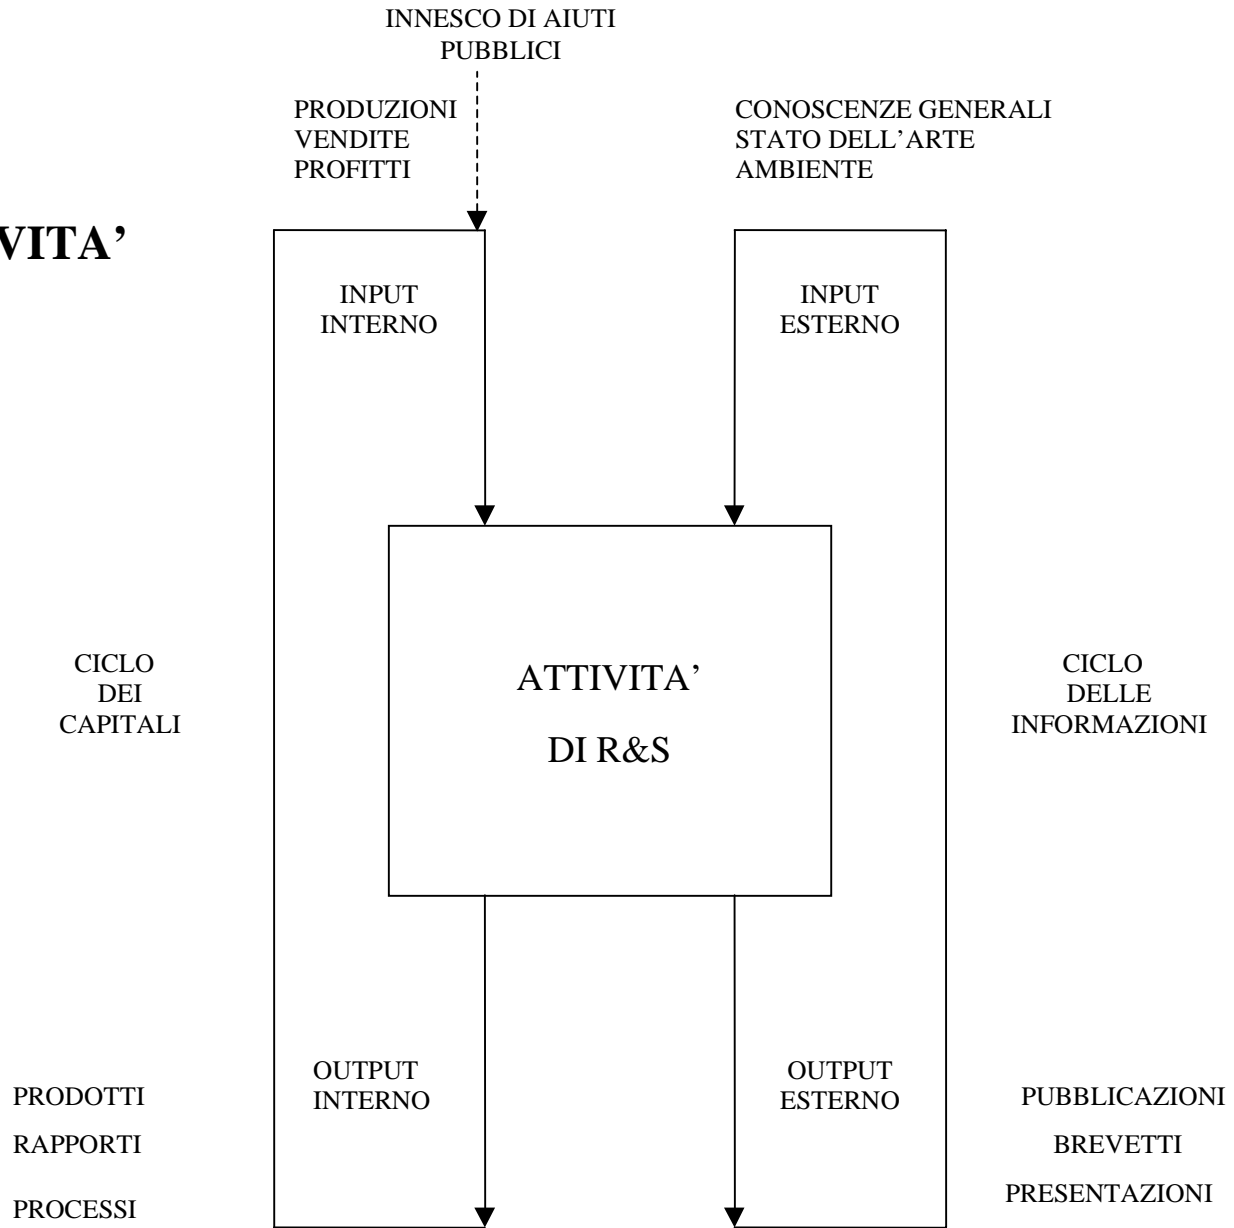 INNESCO DI AIUTI
PUBBLICI
PRODUZIONI
VENDITE
PROFITTI
CONOSCENZE GENERALI
STATO DELL’ARTE
AMBIENTE
VITA’
INPUT
INTERNO
INPUT
ESTERNO
CICLO
DEI
CAPITALI
ATTIVITA’
DI R&S
CICLO
DELLE
INFORMAZIONI
OUTPUT
INTERNO
OUTPUT
ESTERNO
PRODOTTI
RAPPORTI
PROCESSI
PUBBLICAZIONI
BREVETTI
PRESENTAZIONI